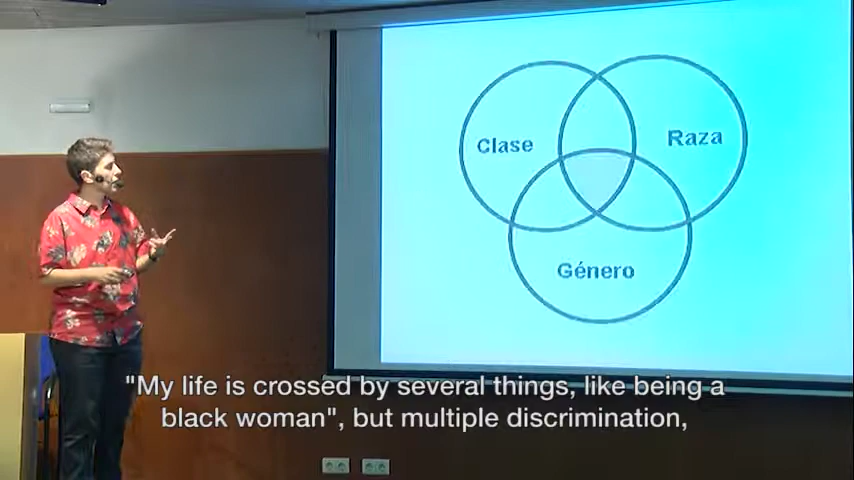 Clase
Raza
Género
"My life is crossed by several things, like being a
black woman", but multiple discrimination,